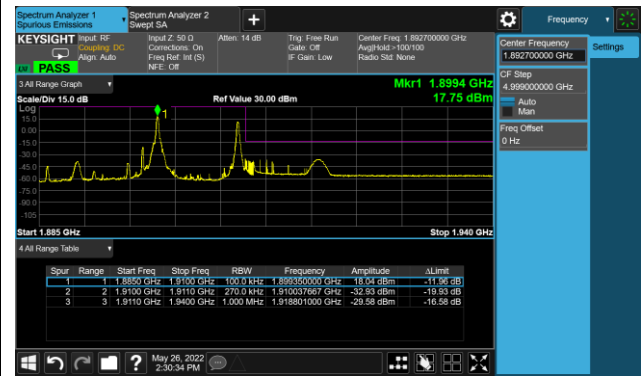 Spectrum Analyzer 1
Spurious Emissions
Spectrum Analyzer 2
Swept SA
Frequency
KEYSIGHT
Input: RF
Coupling: DC
Align: Auto
Input Z: 50 Ω
Corrections: On
Freq Ref: Int (S)
NFE: Off
Atten: 14 dB
Trig: Free Run
Gate: Off
IF Gain: Low
Center Freq: 1.892700000 GHz
Avg|Hold:>100/100
Radio Std: None
PASS
Center Frequency
1.892700000 GHz
Settings
CF Step
4.999000000 GHz
Auto
Man
Freq Offset
0 Hz
3 All Range Graph
Mkr1 1.8994 GHz
Scale/Div 15.0 dB
Ref Value 30.00 dBm
17.75 dBm
Log
1
15.0
0.00
-15.0
-30.0
-45.0
-60.0
-75.0
-90.0
-105
Start 1.885 GHz
Stop 1.940 GHz
4 All Range Table
Spur Range Start Freq Stop Freq RBW Frequency Amplitude ΔLimit
1 1 1.8850 GHz 1.9100 GHz 100.0 kHz 1.899350000 GHz 18.04 dBm -11.96 dB
2 2 1.9100 GHz 1.9110 GHz 270.0 kHz 1.910037667 GHz -32.93 dBm -19.93 dB
3 3 1.9110 GHz 1.9400 GHz 1.000 MHz 1.918801000 GHz -29.58 dBm -16.58 dB
May 26, 2022
2:30:34 PM